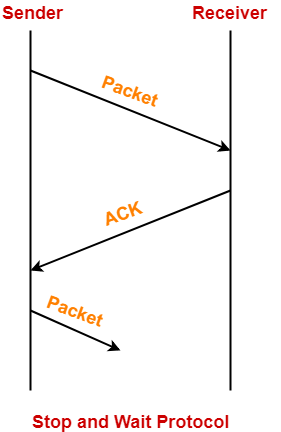 Sender Receiver
Packet
ACK
Packet
Stop and Wait Protocol